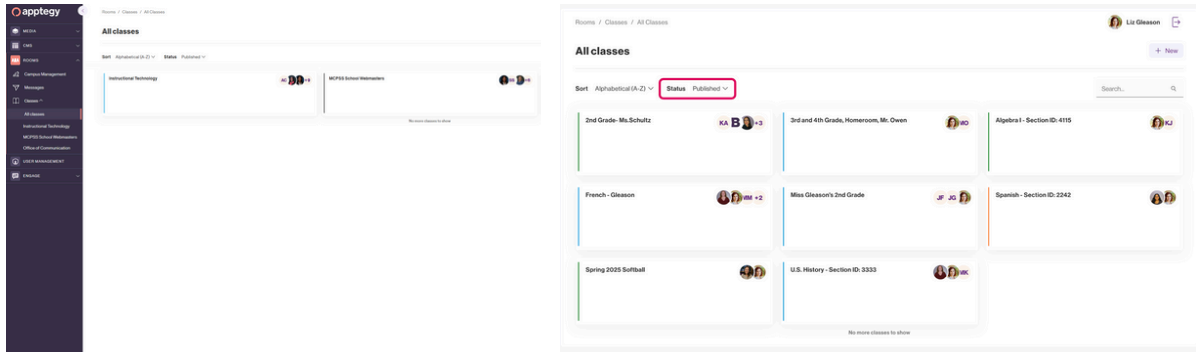 apptegy
MEDIA
CMS
ROOMS
Campus Management
Messages
Classes
All classes
Instructional Technology
MCPSS School Webmasters
Office of Communication
USER MANAGEMENT
ENGAGE
Rooms / Classes / All Classes
All classes
Sort Alphabetical (A-Z) Status Published
Instructional Technology AC +9
MCPSS School Webmasters +6
No more classes to show
Rooms / Classes / All Classes Liz Gleason
All classes + New
Sort Alphabetical (A-Z) Status Published Search..
2nd Grade- Ms.Schultz KA B +3
3rd and 4th Grade, Homeroom, Mr. Owen MO
Algebra I - Section ID: 4115 KJ
French - Gleason MM +2
Miss Gleason's 2nd Grade JF JG
Spanish - Section ID: 2242
Spring 2025 Softball
U.S. History - Section ID: 3333 MK
No more classes to show